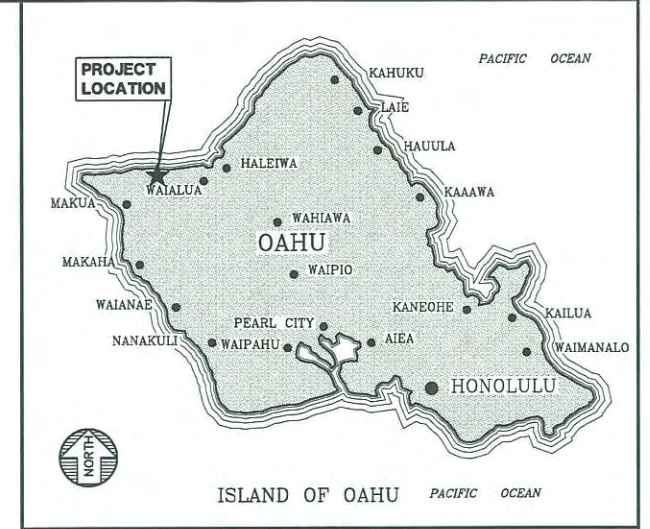 PACIFIC OCEAN
PROJECT
LOCATION
KAHUKU
LAIE
HAUULA
HALEIWA
WAIALUA
KAAAWA
MAKUA
WAHIAWA
OAHU
MAKAHA
WAIPIO
WAIANAE
KANEOHE
KAILUA
PEARL CITY
NANAKULI
WAIPAHU
AIEA
WAIMANALO
HONOLULU
NORTH
ISLAND OF OAHU PACIFIC OCEAN